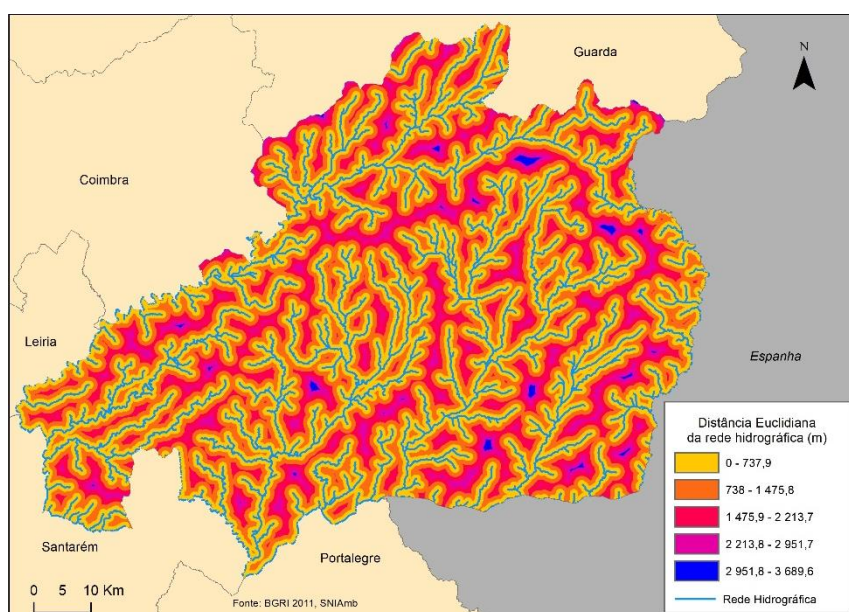 Guarda
N
Coimbra
Leiria
Espanha
Santarém
Portalegre
0 5 10 Km
Fonte: BGRI 2011, SNIAmb
Distância Euclidiana
da rede hidrográfica (m)
0 - 737,9
738 - 1 475,8
1 475,9 - 2 213,7
2 213,8 - 2 951,7
2 951,8 - 3 689,6
Rede Hidrográfica